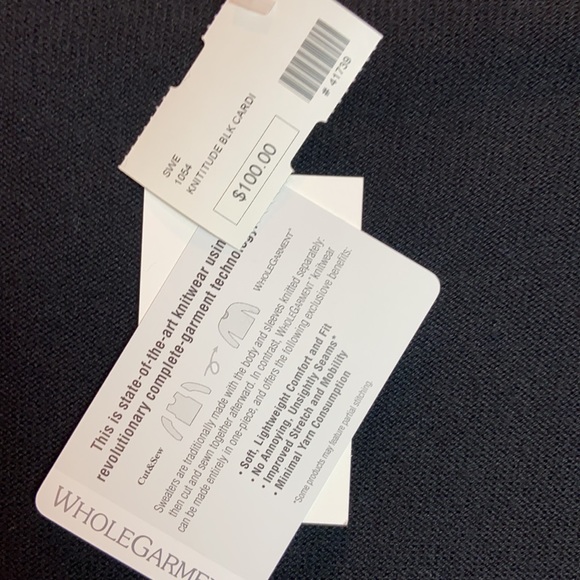 SWE
1054
KNITITUDE BLK CARDI
# 41739
$100.00
This is state-of-the-art knitwear using
revolutionary complete-garment technology.
Cut&Sew
WHOLEGARMENT
Sweaters are traditionally made with the body and sleeves knitted separately;
then cut and sewn together afterward. In contrast, WHOLEGARMENT knitwear
can be made entirely in one-piece, and offers the following exclusive benefits:
• Soft, Lightweight Comfort and Fit
• No Annoying, Unsightly Seams*
• Improved Stretch and Mobility
• Minimal Yarn Consumption
*Some products may feature partial stitching.
WHOLEGARME